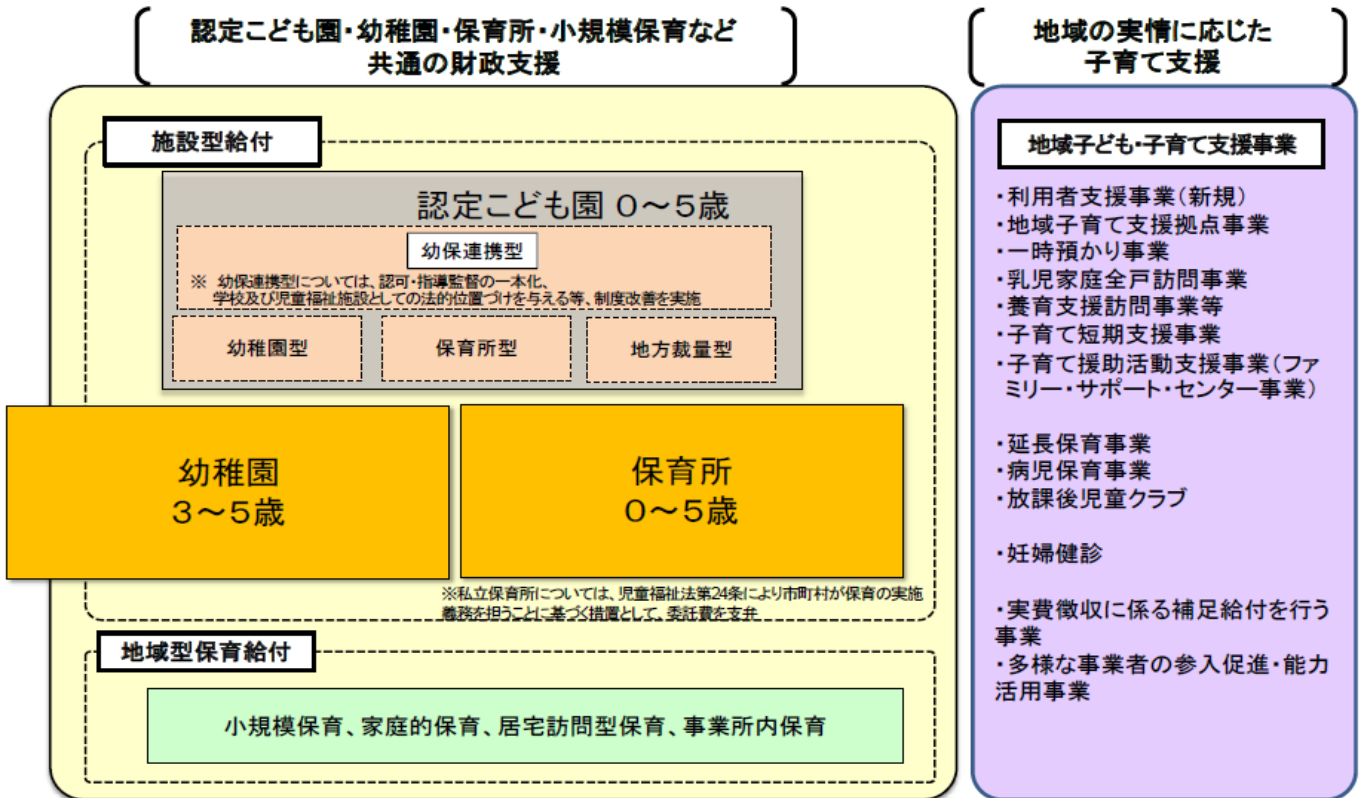 認定こども園・幼稚園・保育所・小規模保育など
共通の財政支援
施設型給付
認定こども園 0～5歳
幼保連携型
※ 幼保連携型については、認可・指導監督の一本化、
学校及び児童福祉施設としての法的位置づけを与える等、制度改善を実施
幼稚園型
保育所型
地方裁量型
幼稚園
3～5歳
保育所
0～5歳
※私立保育所については、児童福祉法第24条により市町村が保育の実施
義務を担うことに基づく措置として、委託費を支弁
地域型保育給付
小規模保育、家庭的保育、居宅訪問型保育、事業所内保育
地域の実情に応じた
子育て支援
地域子ども・子育て支援事業
・利用者支援事業(新規)
・地域子育て支援拠点事業
・一時預かり事業
・乳児家庭全戸訪問事業
・養育支援訪問事業等
・子育て短期支援事業
・子育て援助活動支援事業(ファ
ミリー・サポート・センター事業)
・延長保育事業
・病児保育事業
・放課後児童クラブ
・妊婦健診
・実費徴収に係る補足給付を行う
事業
・多様な事業者の参入促進・能力
活用事業